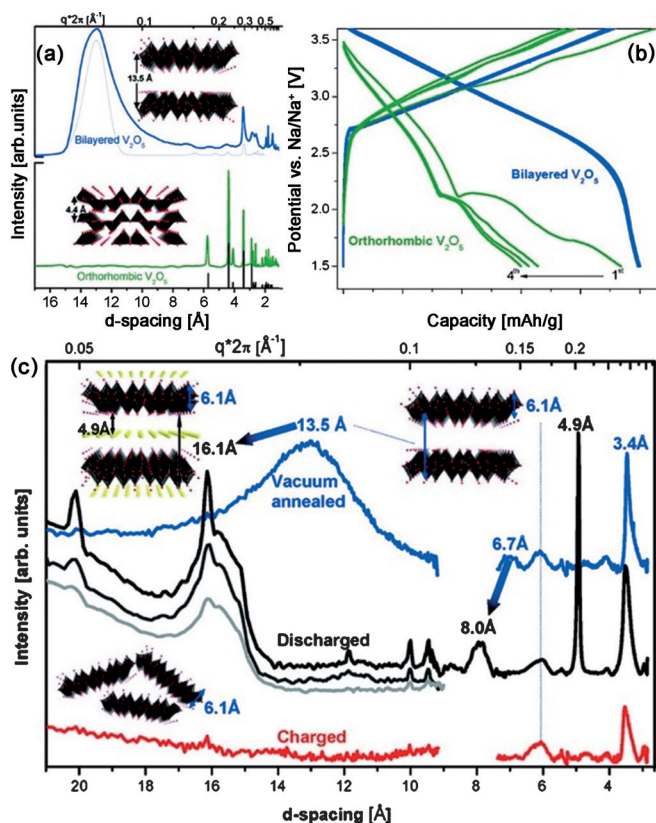 q*2π [Å⁻¹]
0.1 0.2 0.3 0.5
(a)
13.5 Å
Bilayered V₂O₅
4.4 Å
Orthorhombic V₂O₅
Intensity [arb.units]
16 14 12 10 8 6 4 2
d-spacing [Å]
(b)
3.5
3.0
2.5
2.0
1.5
Potential vs. Na/Na⁺ [V]
Bilayered V₂O₅
Orthorhombic V₂O₅
4ᵗʰ 1ˢᵗ
Capacity [mAh/g]
q*2π [Å⁻¹]
0.05 0.1 0.15 0.16 0.2
(c)
6.1Å
4.9Å
16.1Å
13.5 Å
6.1Å
4.9Å
3.4Å
Vacuum
annealed
6.7Å
8.0Å
Discharged
6.1Å
Charged
Intensity [arb. units]
20 18 16 14 12 10 8 6 4
d-spacing [Å]